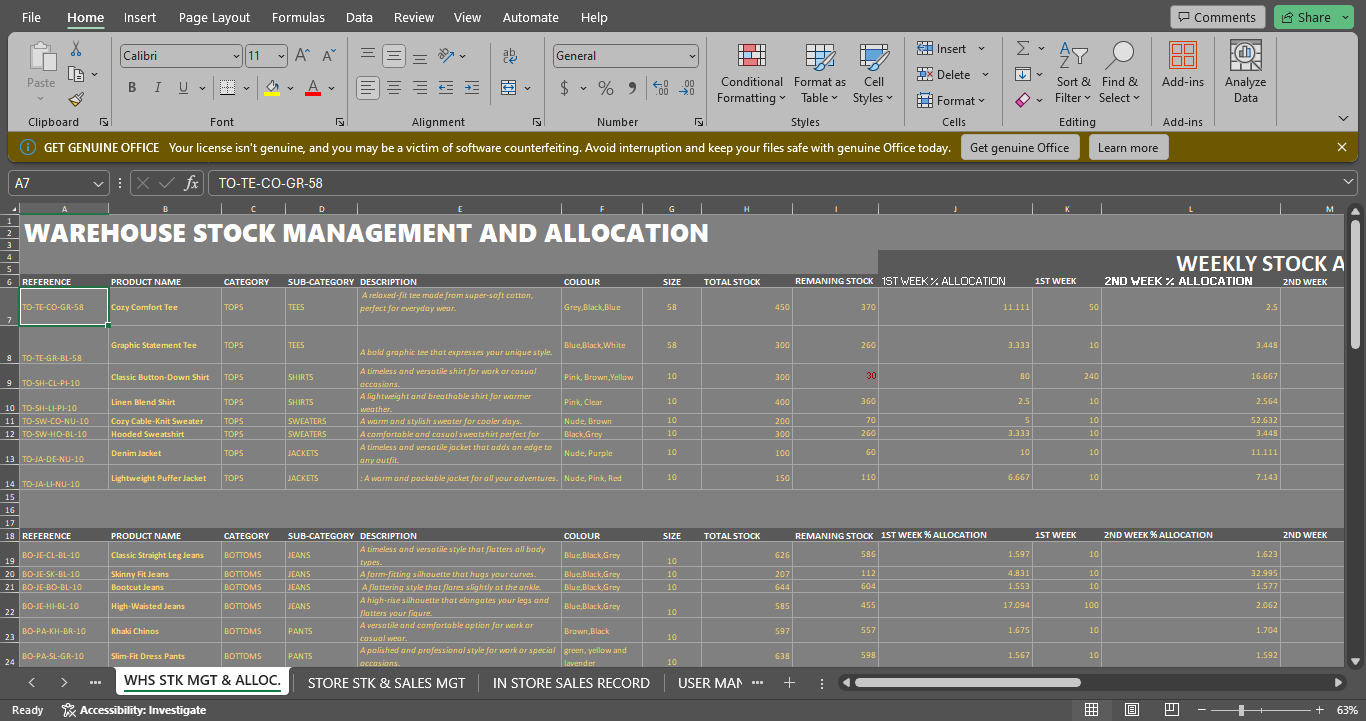 File Home Insert Page Layout Formulas Data Review View Automate Help Comments Share
Calibri 11 General Insert
Paste Conditional Format as Cell Delete Sort & Find & Add-ins Analyze
Formatting Table Styles Format Filter Select Data
Clipboard Font Alignment Number Styles Cells Editing Add-ins
GET GENUINE OFFICE Your license isn't genuine, and you may be a victim of software counterfeiting. Avoid interruption and keep your files safe with genuine Office today. Get genuine Office Learn more
A7 fx TO-TE-CO-GR-58
A B C D E F G H I J K L M
1
2 WAREHOUSE STOCK MANAGEMENT AND ALLOCATION
3
4
5 WEEKLY STOCK A
6 REFERENCE PRODUCT NAME CATEGORY SUB-CATEGORY DESCRIPTION COLOUR SIZE TOTAL STOCK REMANING STOCK 1ST WEEK % ALLOCATION 1ST WEEK 2ND WEEK % ALLOCATION 2ND WEEK
7 TO-TE-CO-GR-58 Cozy Comfort Tee TOPS TEES A relaxed-fit tee made from super-soft cotton, perfect for everyday wear. Grey,Black,Blue 58 450 370 11.111 50 2.5
8 TO-TE-GR-BL-58 Graphic Statement Tee TOPS TEES A bold graphic tee that expresses your unique style. Blue,Black,White 58 300 260 3.333 10 3.448
9 TO-SH-CL-PI-10 Classic Button-Down Shirt TOPS SHIRTS A timeless and versatile shirt for work or casual occasions. Pink, Brown,Yellow 10 300 30 80 240 16.667
10 TO-SH-LI-PI-10 Linen Blend Shirt TOPS SHIRTS A lightweight and breathable shirt for warmer weather. Pink, Clear 10 400 360 2.5 10 2.564
11 TO-SW-CO-NU-10 Cozy Cable-Knit Sweater TOPS SWEATERS A warm and stylish sweater for cooler days. Nude, Brown 10 200 70 5 10 52.632
12 TO-SW-HO-BL-10 Hooded Sweatshirt TOPS SWEATERS A comfortable and casual sweatshirt perfect for Black,Grey 10 300 260 3.333 10 3.448
13 TO-JA-DE-NU-10 Denim Jacket TOPS JACKETS A timeless and versatile jacket that adds an edge to any outfit. Nude, Purple 10 100 60 10 10 11.111
14 TO-JA-LI-NU-10 Lightweight Puffer Jacket TOPS JACKETS : A warm and packable jacket for all your adventures. Nude, Pink, Red 10 150 110 6.667 10 7.143
15
16
17
18 REFERENCE PRODUCT NAME CATEGORY SUB-CATEGORY DESCRIPTION COLOUR SIZE TOTAL STOCK REMANING STOCK 1ST WEEK % ALLOCATION 1ST WEEK 2ND WEEK % ALLOCATION 2ND WEEK
19 BO-JE-CL-BL-10 Classic Straight Leg Jeans BOTTOMS JEANS A timeless and versatile style that flatters all body types. Blue,Black,Grey 10 626 586 1.597 10 1.623
20 BO-JE-SK-BL-10 Skinny Fit Jeans BOTTOMS JEANS A form-fitting silhouette that hugs your curves. Blue,Black,Grey 10 207 112 4.831 10 32.995
21 BO-JE-BO-BL-10 Bootcut Jeans BOTTOMS JEANS A flattering style that flares slightly at the ankle. Blue,Black,Grey 10 644 604 1.553 10 1.577
22 BO-JE-HI-BL-10 High-Waisted Jeans BOTTOMS JEANS A high-rise silhouette that elongates your legs and flatters your figure. Blue,Black,Grey 10 585 455 17.094 100 2.062
23 BO-PA-KH-BR-10 Khaki Chinos BOTTOMS PANTS A versatile and comfortable option for work or casual wear. Brown,Black 10 597 557 1.675 10 1.704
24 BO-PA-SL-GR-10 Slim-Fit Dress Pants BOTTOMS PANTS A polished and professional style for work or special occasions. green, yellow and lavender 10 638 598 1.567 10 1.592
WHS STK MGT & ALLOC. STORE STK & SALES MGT IN STORE SALES RECORD USER MAN
Ready Accessibility: Investigate 63%